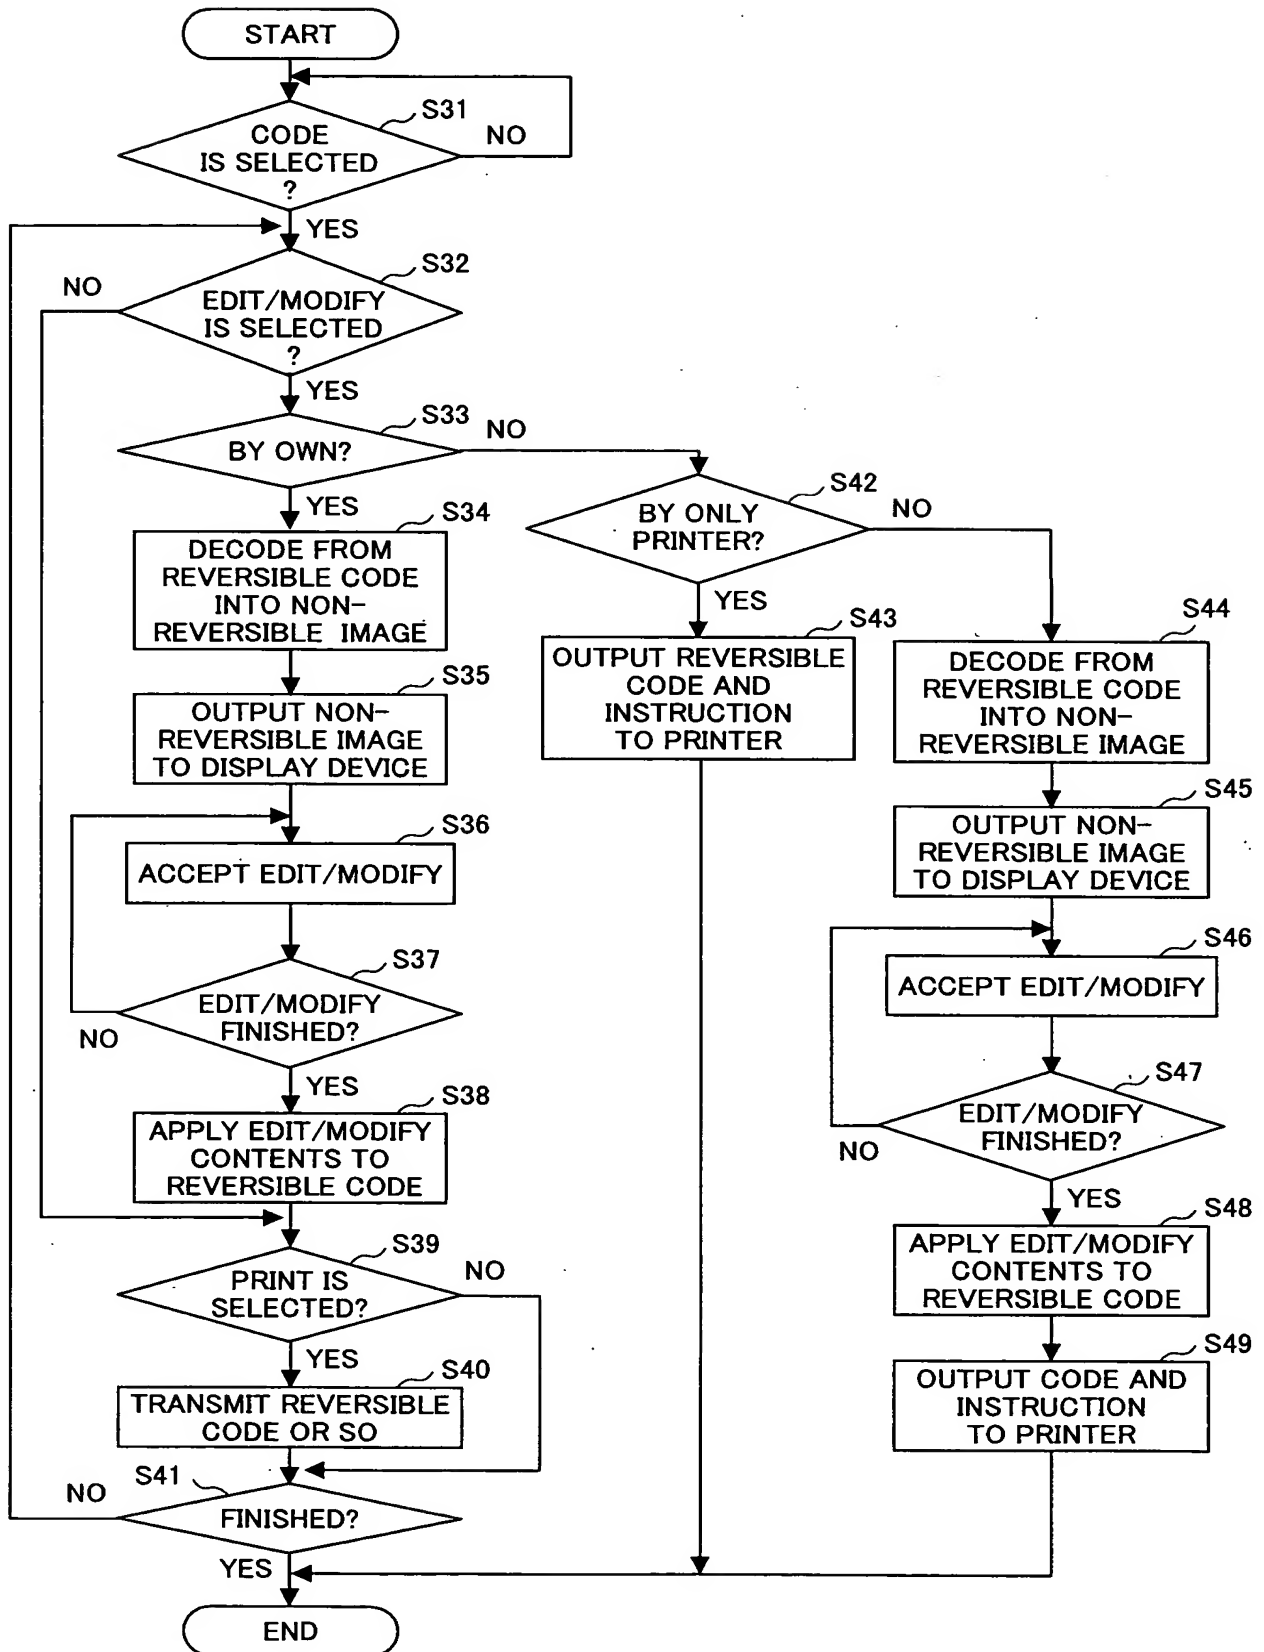 START
S31
CODE
IS SELECTED
?
NO
YES
S32
NO
EDIT/MODIFY
IS SELECTED
?
YES
S33
BY OWN?
NO
YES
S34
DECODE FROM
REVERSIBLE CODE
INTO NON-
REVERSIBLE IMAGE
S35
OUTPUT NON-
REVERSIBLE IMAGE
TO DISPLAY DEVICE
S36
ACCEPT EDIT/MODIFY
S37
EDIT/MODIFY
FINISHED?
NO
YES
S38
APPLY EDIT/MODIFY
CONTENTS TO
REVERSIBLE CODE
S39
PRINT IS
SELECTED?
NO
YES
S40
TRANSMIT REVERSIBLE
CODE OR SO
S41
NO
FINISHED?
YES
END
S42
BY ONLY
PRINTER?
NO
YES
S43
OUTPUT REVERSIBLE
CODE AND
INSTRUCTION
TO PRINTER
S44
DECODE FROM
REVERSIBLE CODE
INTO NON-
REVERSIBLE IMAGE
S45
OUTPUT NON-
REVERSIBLE IMAGE
TO DISPLAY DEVICE
S46
ACCEPT EDIT/MODIFY
S47
EDIT/MODIFY
FINISHED?
NO
YES
S48
APPLY EDIT/MODIFY
CONTENTS TO
REVERSIBLE CODE
S49
OUTPUT CODE AND
INSTRUCTION
TO PRINTER